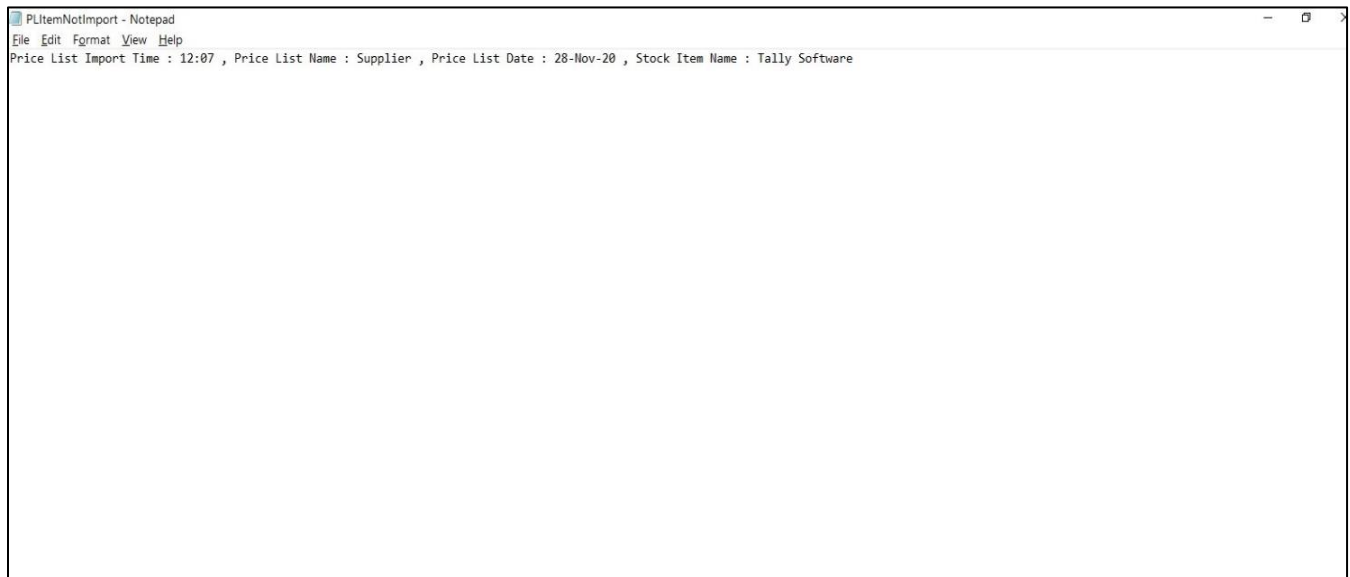 PLItemNotImport - Notepad
File Edit Format View Help
Price List Import Time : 12:07 , Price List Name : Supplier , Price List Date : 28-Nov-20 , Stock Item Name : Tally Software